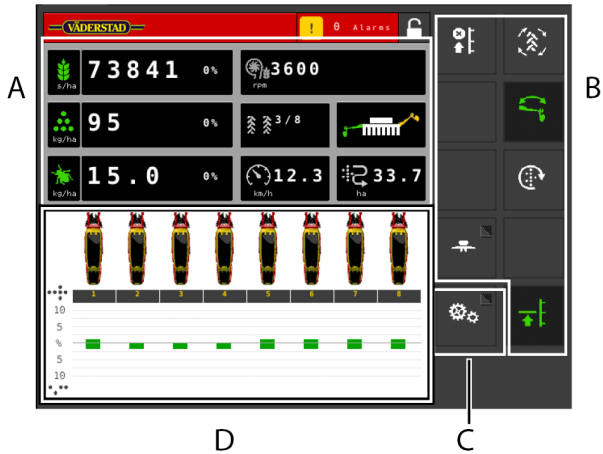 VÄDERSTAD
! 0 Alarms
A
B
73841 0%
s/ha
3600
rpm
95 0%
kg/ha
3/8
15.0 0%
kg/ha
12.3
km/h
33.7
ha
1 2 3 4 5 6 7 8
10
5
%
5
10
D
C